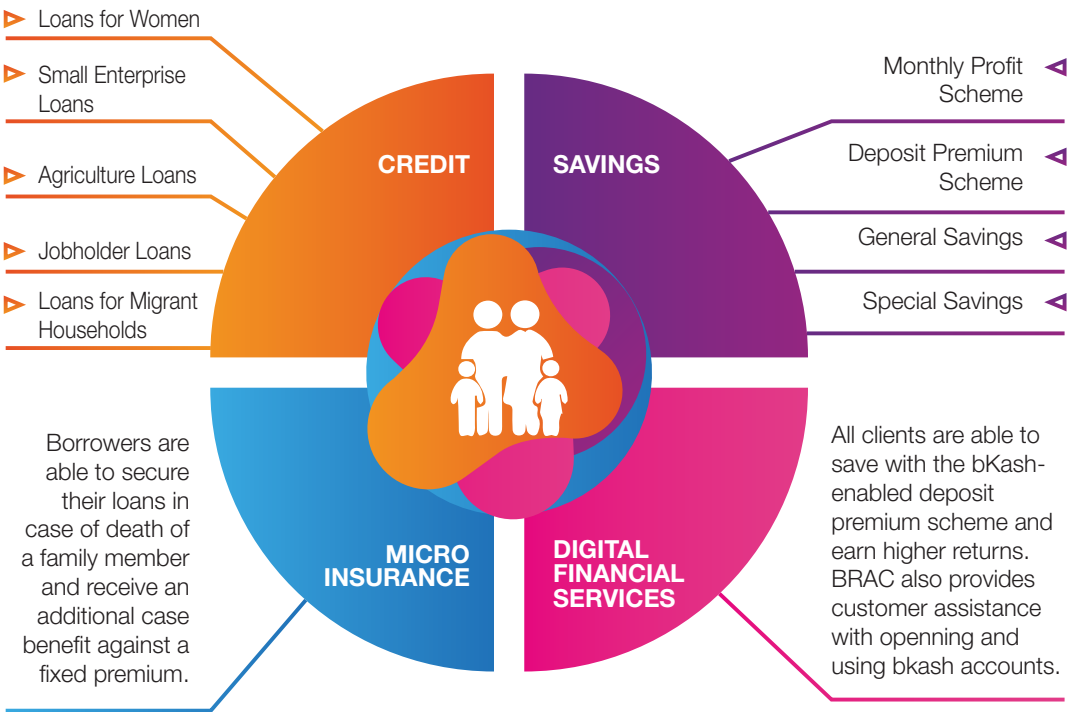 Loans for Women
Small Enterprise
Loans
Agriculture Loans
Jobholder Loans
Loans for Migrant
Households
CREDIT
SAVINGS
Monthly Profit
Scheme
Deposit Premium
Scheme
General Savings
Special Savings
Borrowers are
able to secure
their loans in
case of death of
a family member
and receive an
additional case
benefit against a
fixed premium.
MICRO
INSURANCE
DIGITAL
FINANCIAL
SERVICES
All clients are able to
save with the bKash-
enabled deposit
premium scheme and
earn higher returns.
BRAC also provides
customer assistance
with openning and
using bkash accounts.